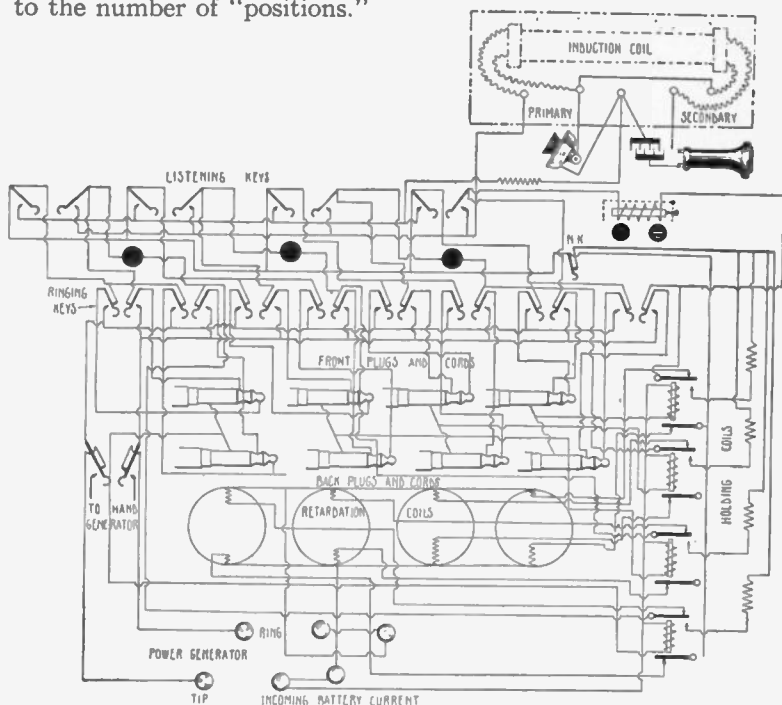 to the number of “positions.”
INDUCTION COIL
PRIMARY
SECONDARY
LISTENING KEYS
N K
RINGING
KEYS
FRONT PLUGS AND CORDS
COILS
HOLDING
BACK PLUGS AND CORDS
RETARDATION COILS
TO HAND
GENERATOR
RING
POWER GENERATOR
TIP
INCOMING BATTERY CURRENT